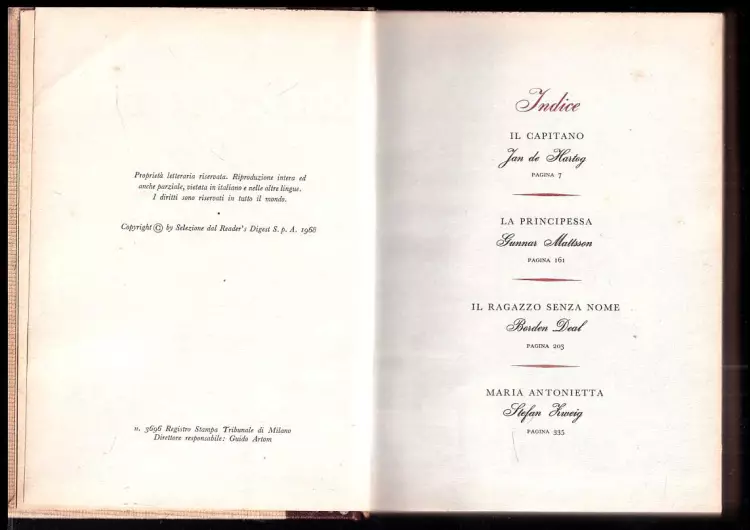 Proprietà letteraria riservata. Riproduzione intera ed
anche parziale, vietata in italiano e nelle altre lingue.
I diritti sono riservati in tutto il mondo.
•
Copyright © by Selezione dal Reader's Digest S. p. A. 1968
n. 3696 Registro Stampa Tribunale di Milano
Direttore responsabile: Guido Artom
Indice
IL CAPITANO
Jan de Hartog
PAGINA 7
LA PRINCIPESSA
Gunnar Mattsson
PAGINA 161
IL RAGAZZO SENZA NOME
Borden Deal
PAGINA 203
MARIA ANTONIETTA
Stefan Zweig
PAGINA 335